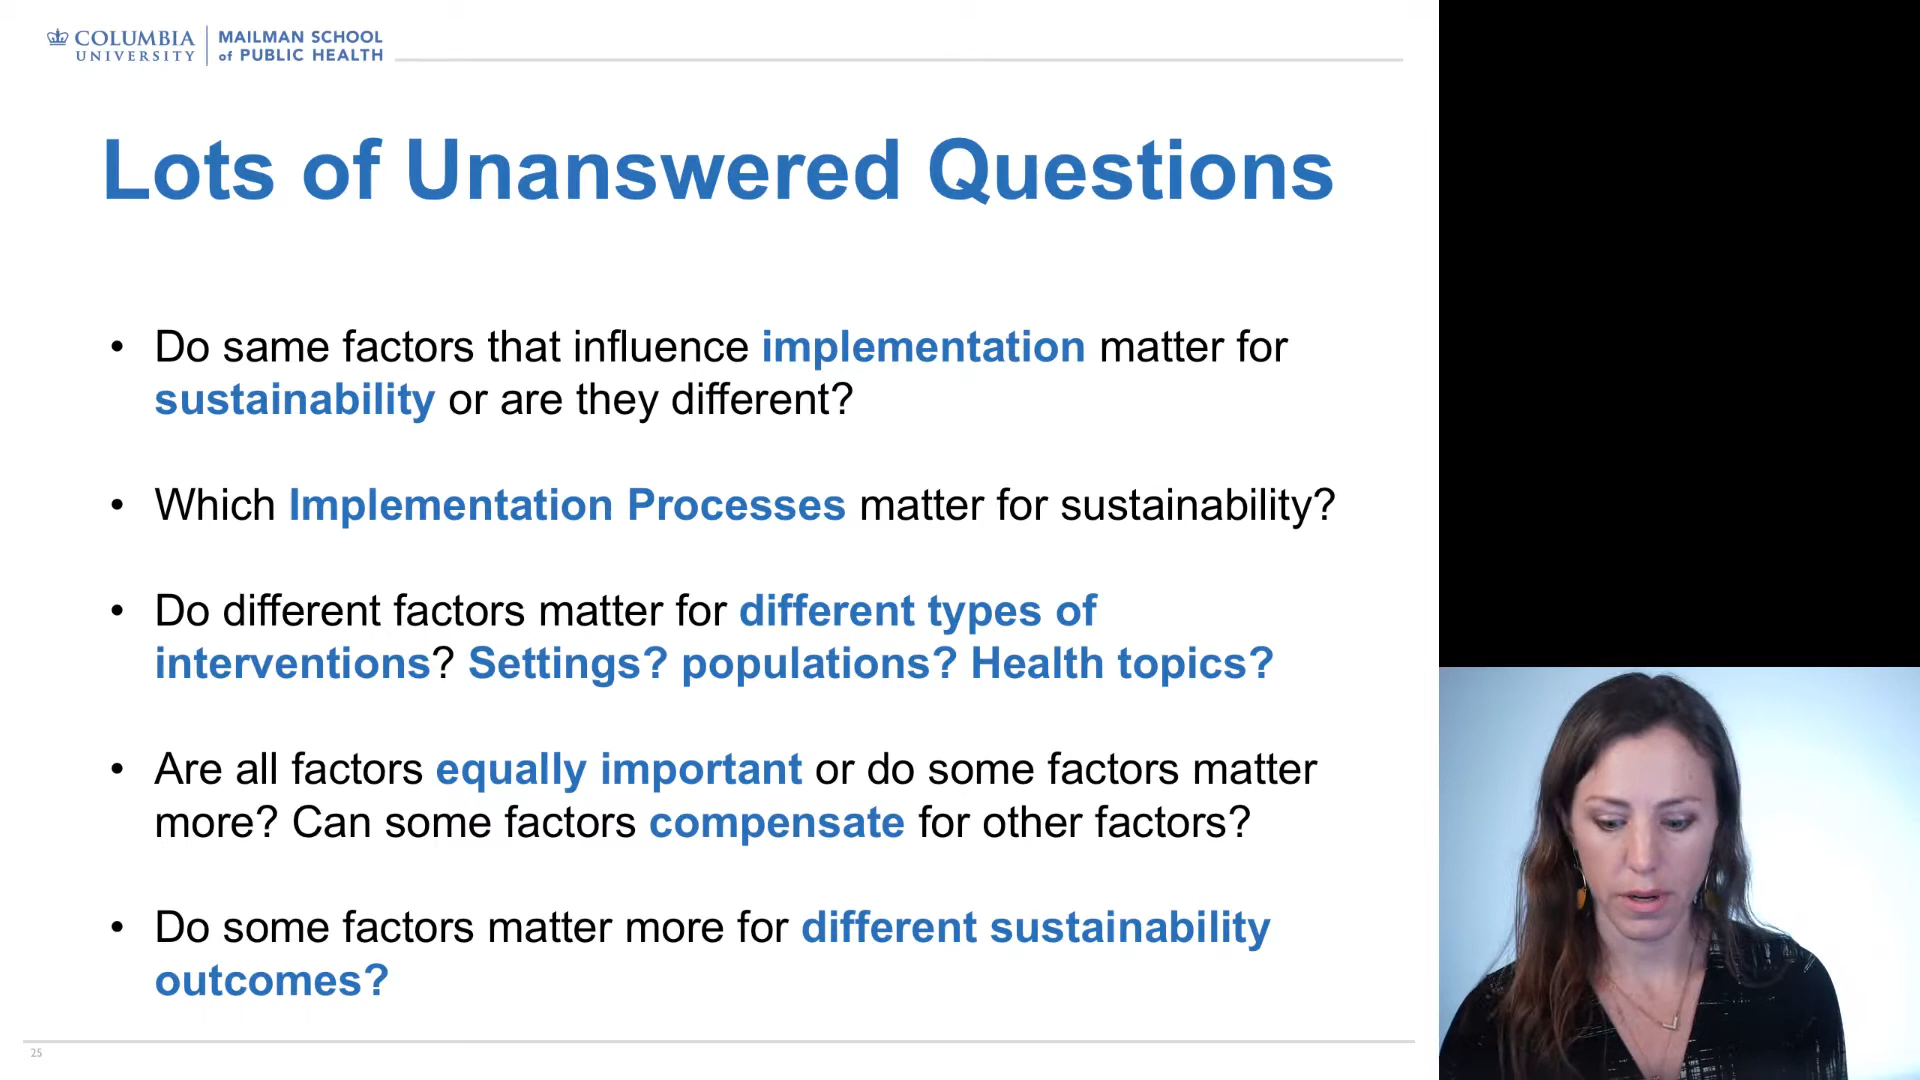 COLUMBIA UNIVERSITY
MAILMAN SCHOOL of PUBLIC HEALTH
Lots of Unanswered Questions
• Do same factors that influence implementation matter for
sustainability or are they different?
• Which Implementation Processes matter for sustainability?
• Do different factors matter for different types of
interventions? Settings? populations? Health topics?
• Are all factors equally important or do some factors matter
more? Can some factors compensate for other factors?
• Do some factors matter more for different sustainability
outcomes?
25